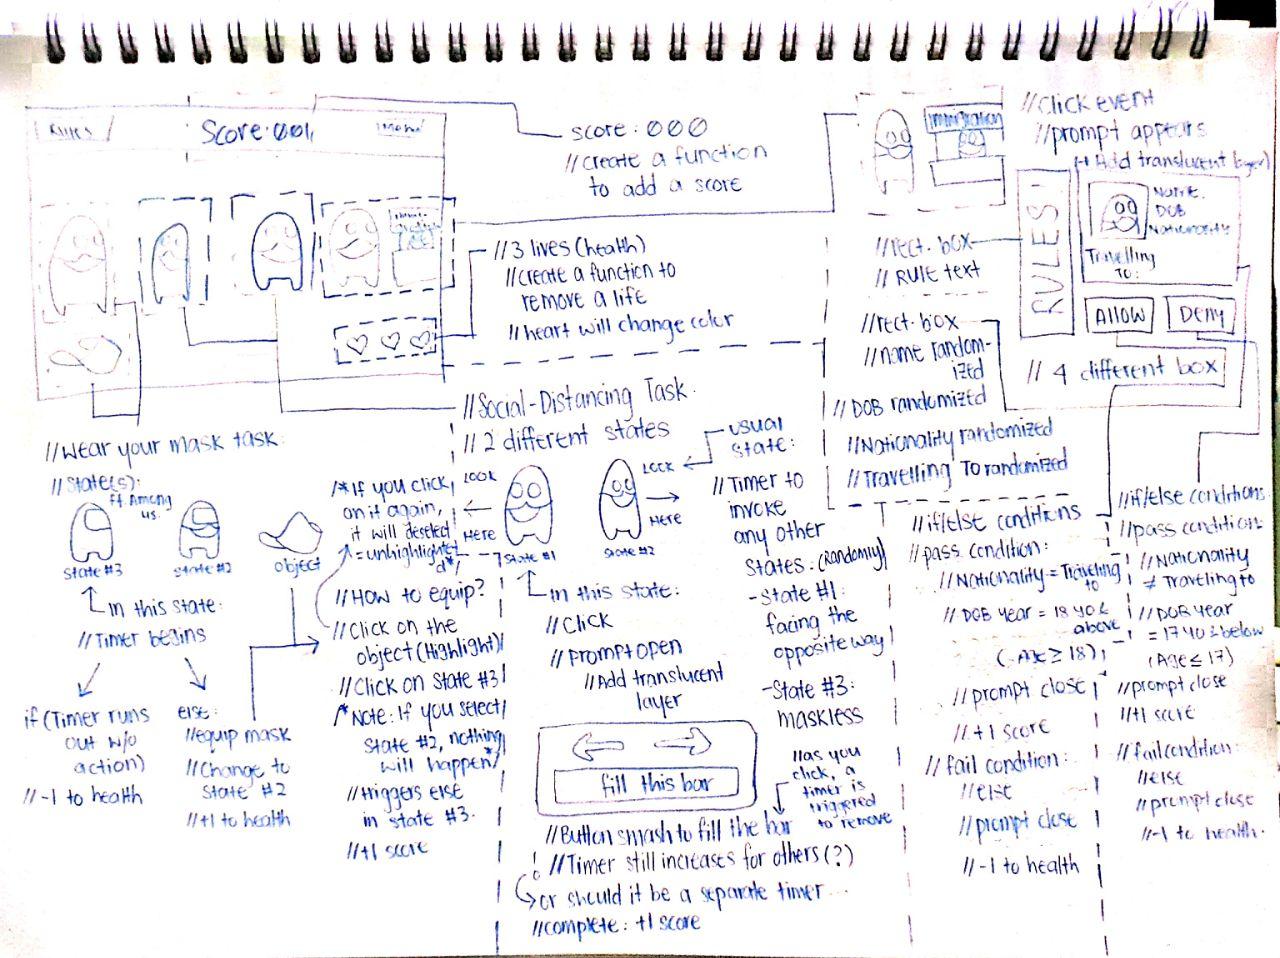 RULES
Score: 001
score: 000
//create a function
to add a score
//3 lives (health)
//create a function to
remove a life
//heart will change color
Immigration
//click event
//prompt appears
(+ Add translucent layer)
RULES!
Name
DOB
Nationality
Travelling
To:
ALLOW
Deny
//rect. box
// RULE text
//rect. box
//name random-
ized
// DOB randomized
//Nationality randomized
//Travelling To randomized
// 4 different box
//Wear your mask task:
//State(s):
ft Among
us.
State #3
State #2
object
In this state:
//Timer begins
if (Timer runs
out w/o
action)
//-1 to health
else:
//equip mask
//Change to
State #2
//+1 to health
/*If you click
on it again,
it will deselect
=unhighlighte
d*/
//How to equip?
//Click on the
object (Highlight)
//Click on State #3
/*Note: If you select
State #2, nothing
will happen*/
//triggers else
in state #3.
//+1 score
//Social-Distancing Task.
// 2 different states
LOOK
Here
State #1
LOOK
Here
State #2
usual
state:
//Timer to
invoke
any other
States: (Randomly)
-State #1:
facing the
opposite way
-State #3:
maskless
In this state:
//Click
//Prompt open
//Add translucent
layer
fill this bar
//as you
click, a
timer is
triggered
to remove
//Button smash to fill the bar
! //Timer still increases for others (?)
or should it be a separate timer...
//complete: +1 score
//if/else conditions
//pass condition:
//Nationality = Traveling
to
//DOB year = 18 yo &
above
(Age ≥ 18)
//prompt close
//+1 score
// fail condition:
//else
//prompt close
//-1 to health
//if/else conditions:
//pass condition:
//Nationality
≠ Traveling to
//DOB year
= 17 yo & below
(Age ≤ 17)
//prompt close
//+1 score
//fail condition:
//else
//prompt close
//-1 to health.